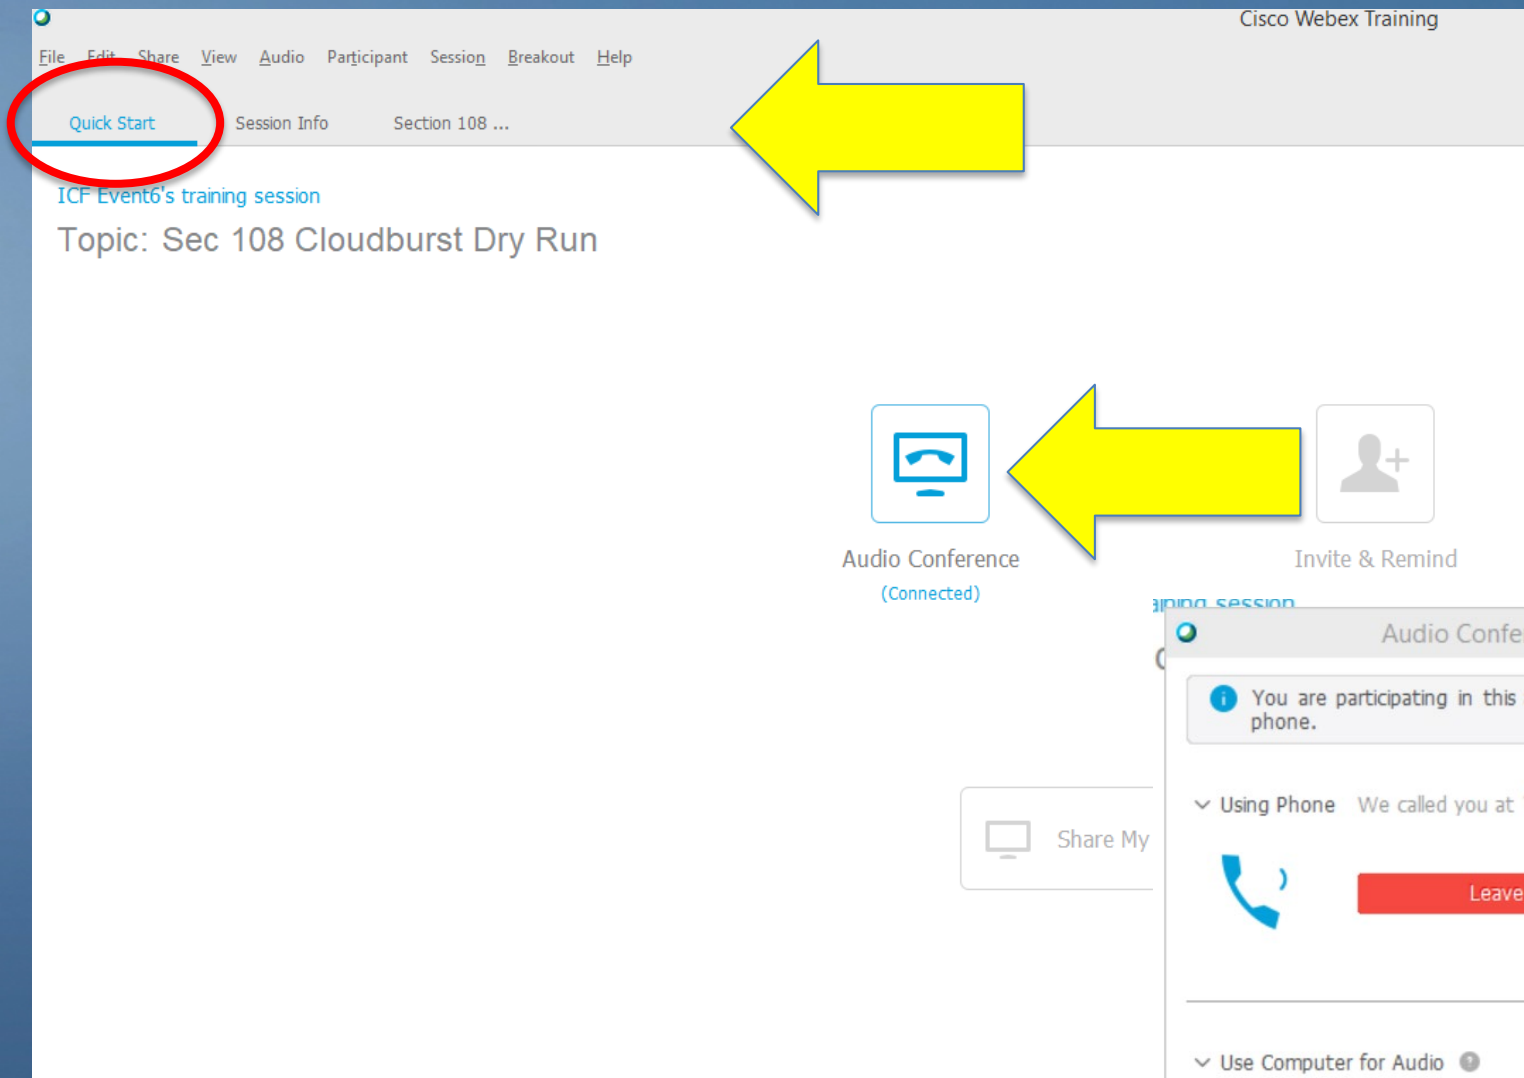 Cisco Webex Training
File Edit Share View Audio Participant Session Breakout Help
Quick Start Session Info Section 108 ...
ICF Event6's training session
Topic: Sec 108 Cloudburst Dry Run
Audio Conference
(Connected)
Invite & Remind
session
Audio
You are participating in this
phone.
Using Phone We called you at
Share My
Leave
Use Computer for Audio